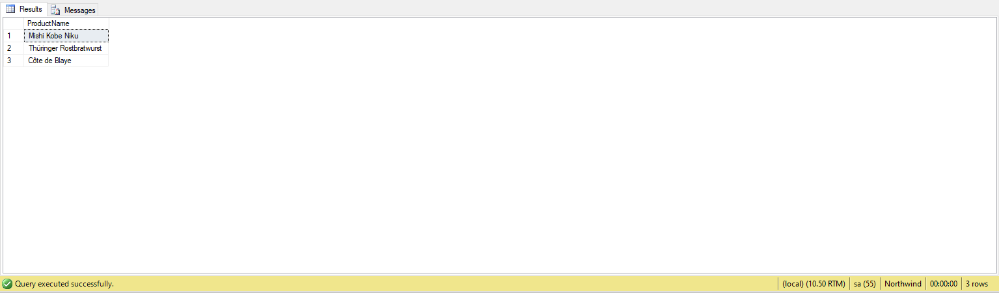 Results Messages
ProductName
1 Mishi Kobe Niku
2 Thüringer Rostbratwurst
3 Côte de Blaye
Query executed successfully. (local) (10.50 RTM) sa (55) Northwind 00:00:00 3 rows